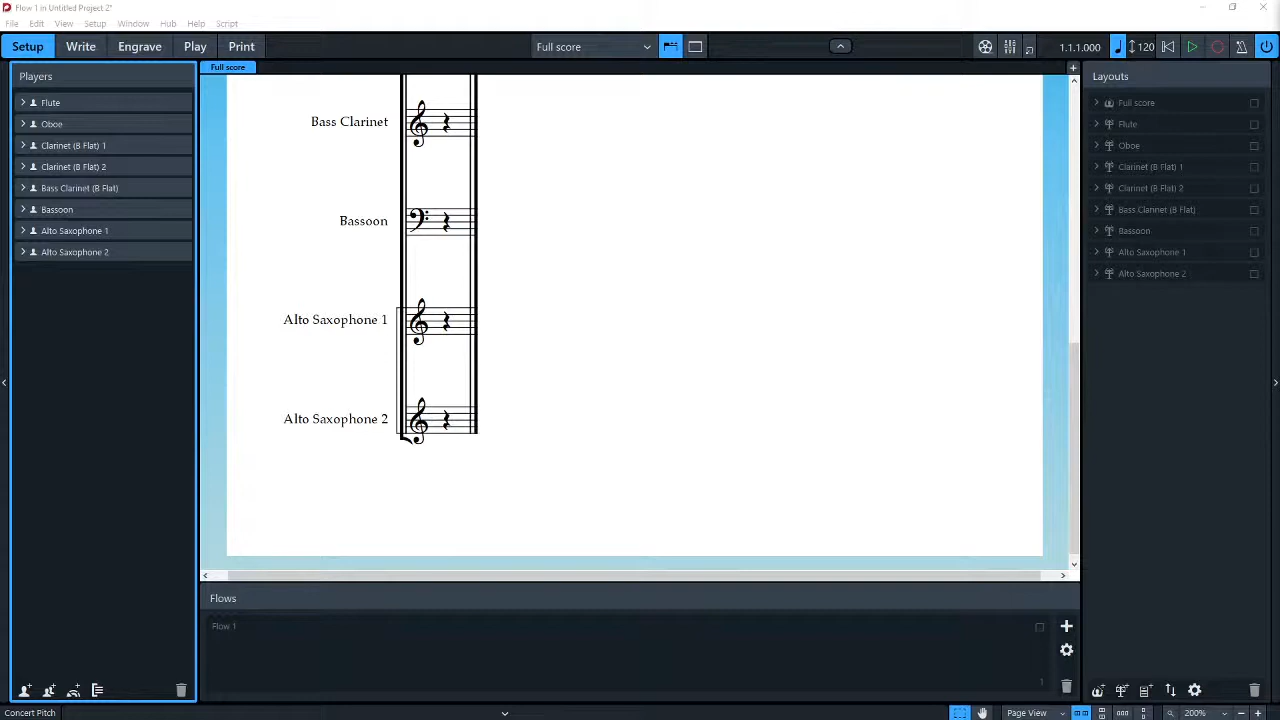 Flow 1 in Untitled Project 2*
File Edit View Setup Window Hub Help Script
Setup Write Engrave Play Print Full score 1.1.1.000 120
Players
Full score
Layouts
Flute
Oboe
Clarinet (B Flat) 1
Clarinet (B Flat) 2
Bass Clarinet (B Flat)
Bassoon
Alto Saxophone 1
Alto Saxophone 2
Bass Clarinet
Bassoon
Alto Saxophone 1
Alto Saxophone 2
Full score
Flute
Oboe
Clarinet (B Flat) 1
Clarinet (B Flat) 2
Bass Clarinet (B Flat)
Bassoon
Alto Saxophone 1
Alto Saxophone 2
Flows
Flow 1
1
Concert Pitch Page View 200%